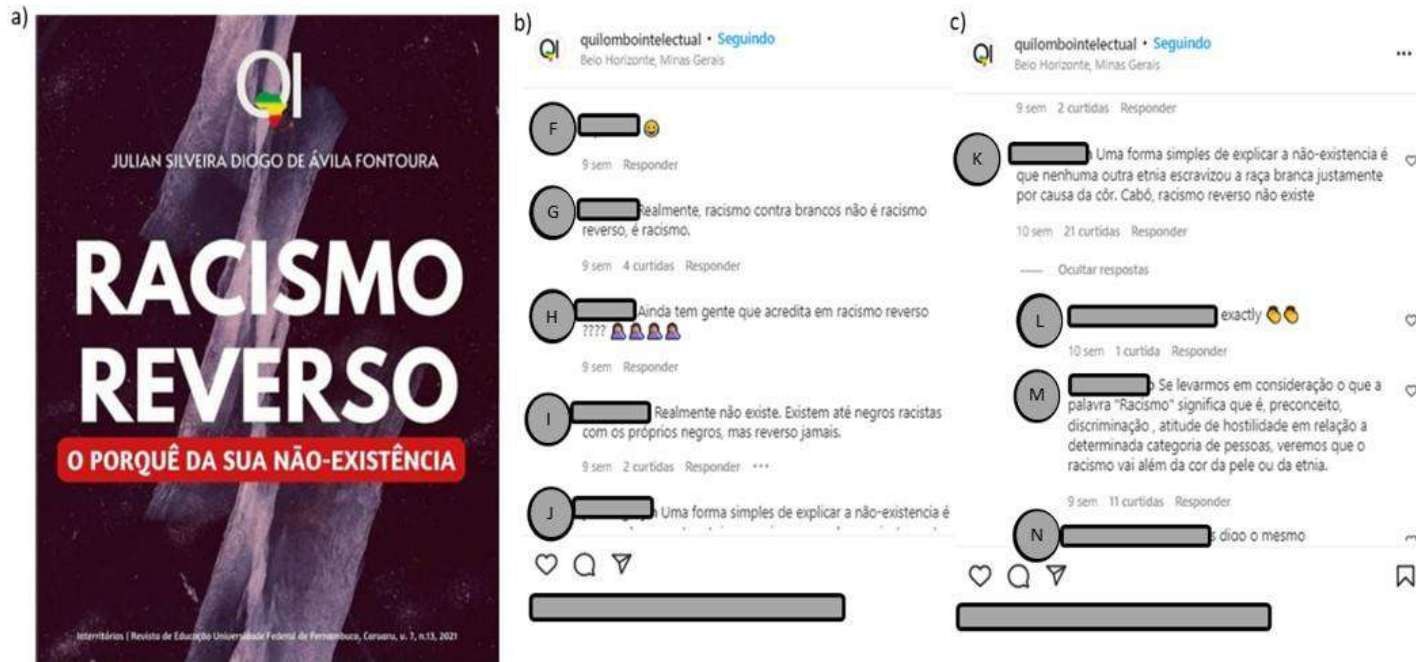 a)
QI
JULIAN SILVEIRA DIOGO DE ÁVILA FONTOURA
RACISMO
REVERSO
O PORQUÊ DA SUA NÃO-EXISTÊNCIA
Interritórios | Revista de Educação Universidade Federal de Pernambuco, Caruaru, v. 7, n.13, 2021
b)
QI
quilombointelectual • Seguindo
Belo Horizonte, Minas Gerais
F
9 sem Responder
G
Realmente, racismo contra brancos não é racismo
reverso, é racismo.
9 sem 4 curtidas Responder
H
Ainda tem gente que acredita em racismo reverso
????
9 sem Responder
I
Realmente não existe. Existem até negros racistas
com os próprios negros, mas reverso jamais.
9 sem 2 curtidas Responder •••
J
Uma forma simples de explicar a não-existencia é
c)
QI
quilombointelectual • Seguindo
Belo Horizonte, Minas Gerais
•••
9 sem 2 curtidas Responder
K
Uma forma simples de explicar a não-existencia é
que nenhuma outra etnia escravizou a raça branca justamente
por causa da côr. Cabô, racismo reverso não existe
10 sem 21 curtidas Responder
Ocultar respostas
L
exactly
10 sem 1 curtida Responder
M
Se levarmos em consideração o que a
palavra "Racismo" significa que é, preconceito,
discriminação , atitude de hostilidade em relação a
determinada categoria de pessoas, veremos que o
racismo vai além da cor da pele ou da etnia.
9 sem 11 curtidas Responder
N
s digo o mesmo